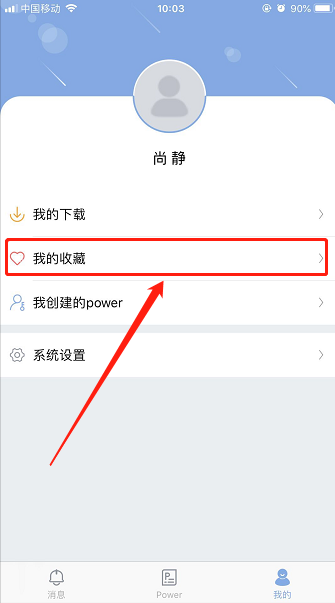 中国移动 10:03 90%
尚 静
我的下载
我的收藏
我创建的power
系统设置
消息 Power 我的